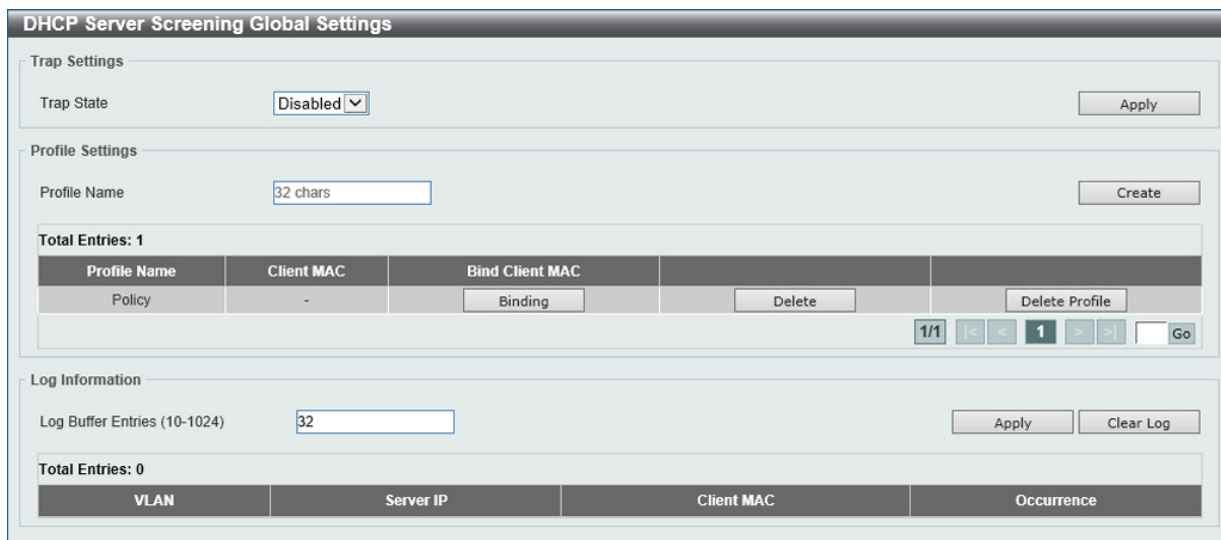 DHCP Server Screening Global Settings
Trap Settings
Trap State Disabled Apply
Profile Settings
Profile Name 32 chars Create
Total Entries: 1
Profile Name Client MAC Bind Client MAC
Policy - Binding Delete Delete Profile
1/1 |< < 1 > >| Go
Log Information
Log Buffer Entries (10-1024) 32 Apply Clear Log
Total Entries: 0
VLAN Server IP Client MAC Occurrence